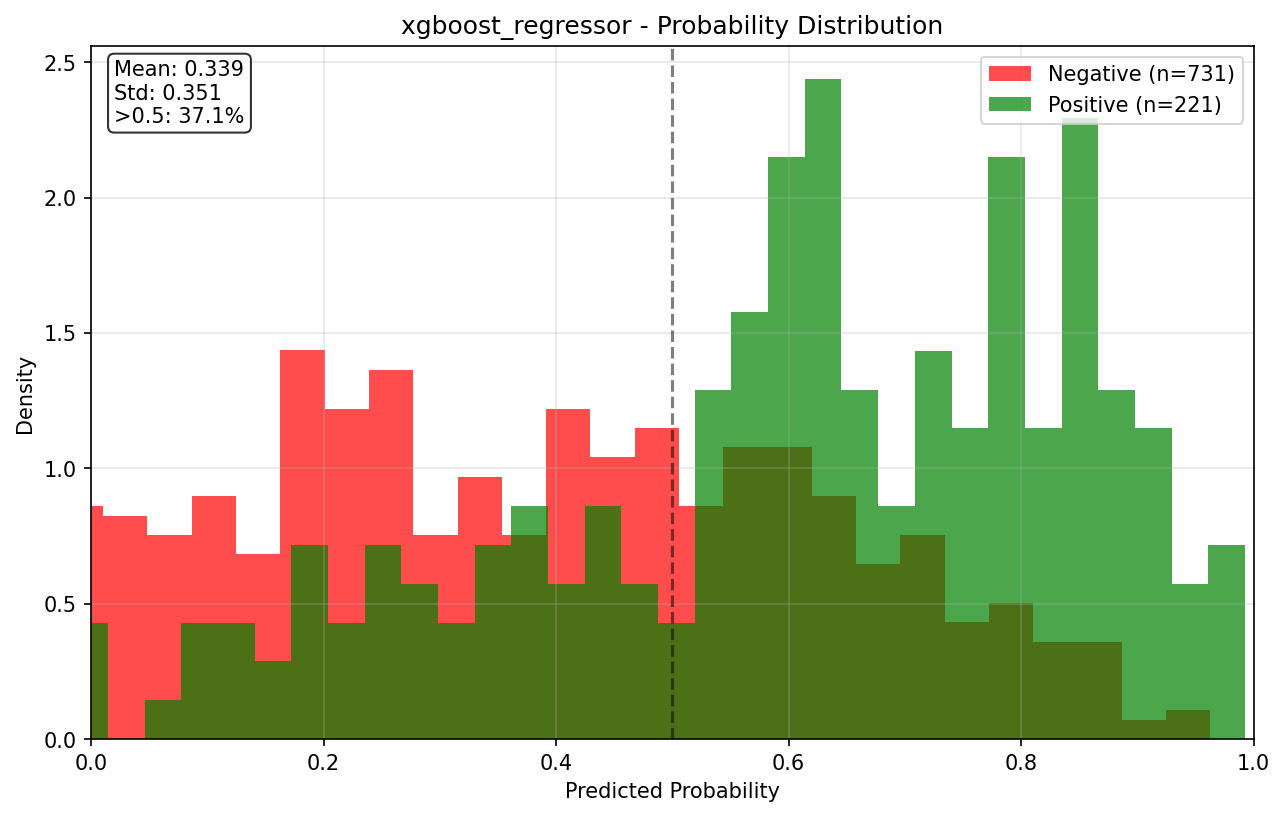 xgboost_regressor - Probability Distribution
Mean: 0.339
Std: 0.351
>0.5: 37.1%
Negative (n=731)
Positive (n=221)
2.5
2.0
1.5
1.0
0.5
0.0
Density
0.0 0.2 0.4 0.6 0.8 1.0
Predicted Probability